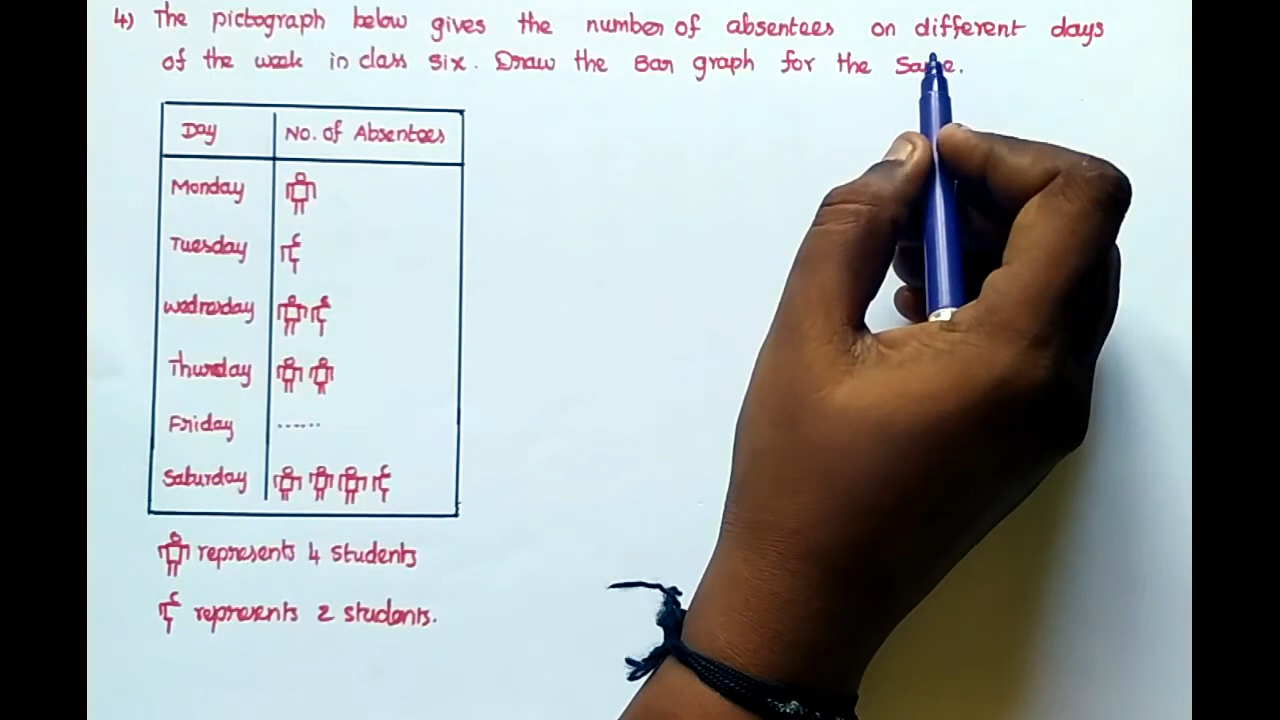 4) The pictograph below gives the number of absentees on different days
of the week in class six. Draw the Bar graph for the Same.
Day No. of Absentees
Monday
Tuesday
Wednesday
Thursday
Friday ......
Saturday
represents 4 students
represents 2 students.